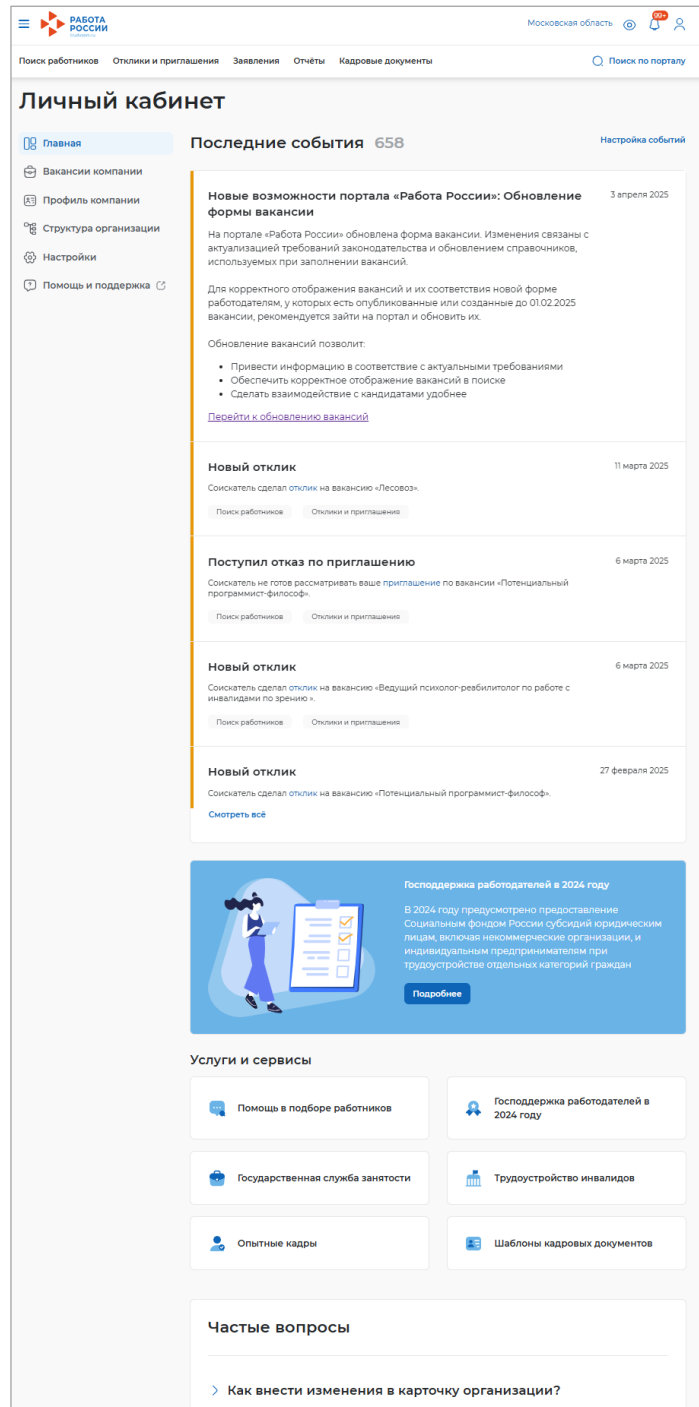 РАБОТА
РОССИИ
Московская область
99+
Поиск работников Отклики и приглашения Заявления Отчёты Кадровые документы
Поиск по порталу
Личный кабинет
Главная
Вакансии компании
Профиль компании
Структура организации
Настройки
Помощь и поддержка
Последние события 658
Настройка событий
Новые возможности портала «Работа России»: Обновление
формы вакансии
3 апреля 2025
На портале «Работа России» обновлена форма вакансии. Изменения связаны с
актуализацией требований законодательства и обновлением справочников,
используемых при заполнении вакансий.
Для корректного отображения вакансий и их соответствия новой форме
работодателям, у которых есть опубликованные или созданные до 01.02.2025
вакансии, рекомендуется зайти на портал и обновить их.
Обновление вакансий позволит:
• Привести информацию в соответствие с актуальными требованиями
• Обеспечить корректное отображение вакансий в поиске
• Сделать взаимодействие с кандидатами удобнее
Перейти к обновлению вакансий
Новый отклик
11 марта 2025
Соискатель сделал отклик на вакансию «Лесовоз».
Поиск работников Отклики и приглашения
Поступил отказ по приглашению
6 марта 2025
Соискатель не готов рассматривать ваше приглашение по вакансии «Потенциальный
программист-философ».
Поиск работников Отклики и приглашения
Новый отклик
6 марта 2025
Соискатель сделал отклик на вакансию «Ведущий психолог-реабилитолог по работе с
инвалидами по зрению ».
Поиск работников Отклики и приглашения
Новый отклик
27 февраля 2025
Соискатель сделал отклик на вакансию «Потенциальный программист-философ».
Смотреть всё
Господдержка работодателей в 2024 году
В 2024 году предусмотрено предоставление
Социальным фондом России субсидий юридическим
лицам, включая некоммерческие организации, и
индивидуальным предпринимателям при
трудоустройстве отдельных категорий граждан
Подробнее
Услуги и сервисы
Помощь в подборе работников
Господдержка работодателей в
2024 году
Государственная служба занятости
Трудоустройство инвалидов
Опытные кадры
Шаблоны кадровых документов
Частые вопросы
Как внести изменения в карточку организации?